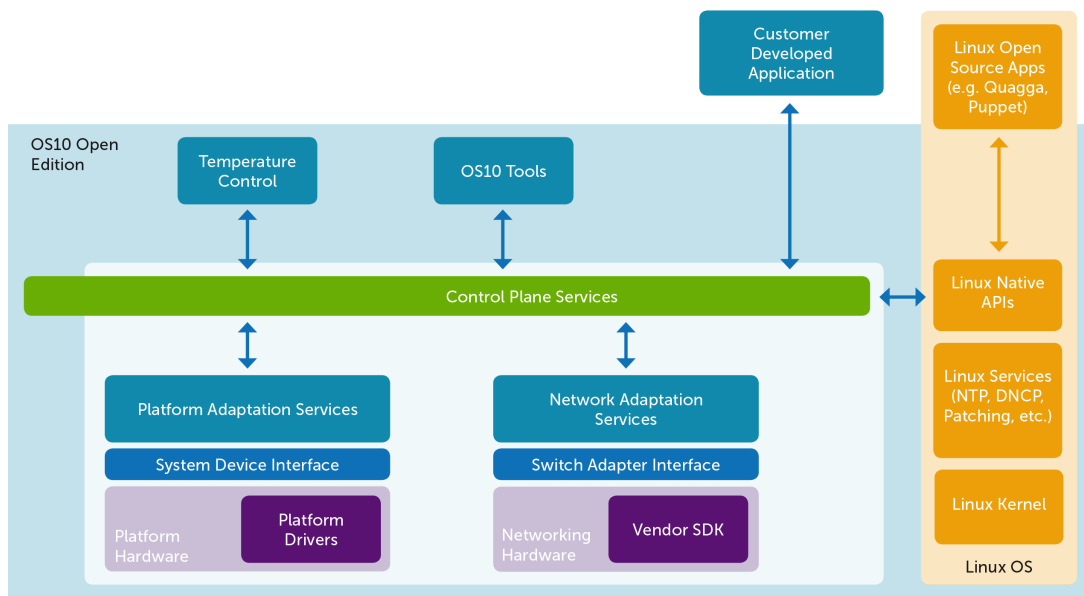 Customer
Developed
Application
Linux Open
Source Apps
(e.g. Quagga,
Puppet)
OS10 Open
Edition
Temperature
Control
OS10 Tools
Control Plane Services
Linux Native
APIs
Platform Adaptation Services
Network Adaptation
Services
Linux Services
(NTP, DNCP,
Patching, etc.)
System Device Interface
Switch Adapter Interface
Platform
Hardware
Platform
Drivers
Networking
Hardware
Vendor SDK
Linux Kernel
Linux OS